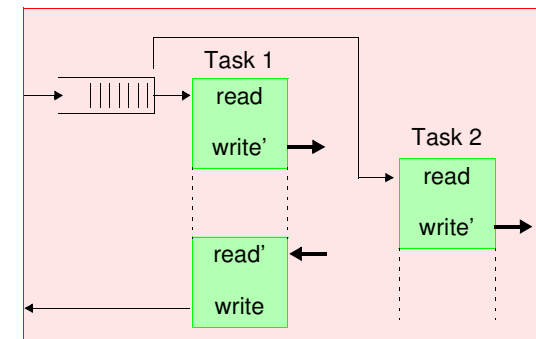 Task 1
read
write’
Task 2
read
write’
read’
write